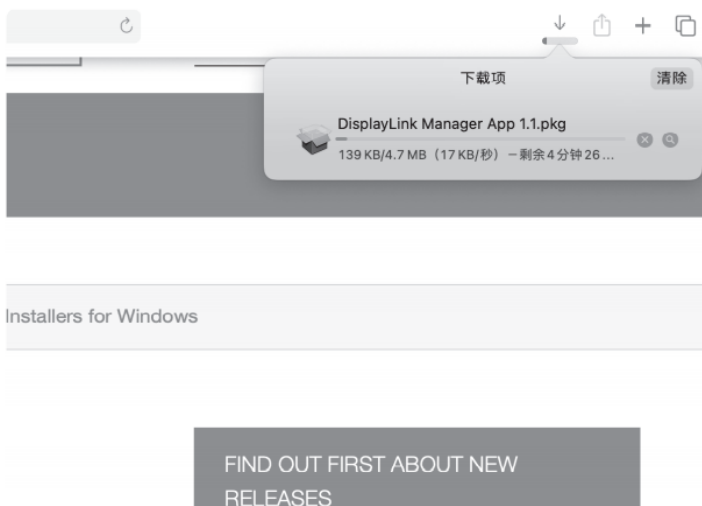 下载项
清除
DisplayLink Manager App 1.1.pkg
139 KB/4.7 MB（17 KB/秒）－剩余4分钟26...
Installers for Windows
FIND OUT FIRST ABOUT NEW
RELEASES